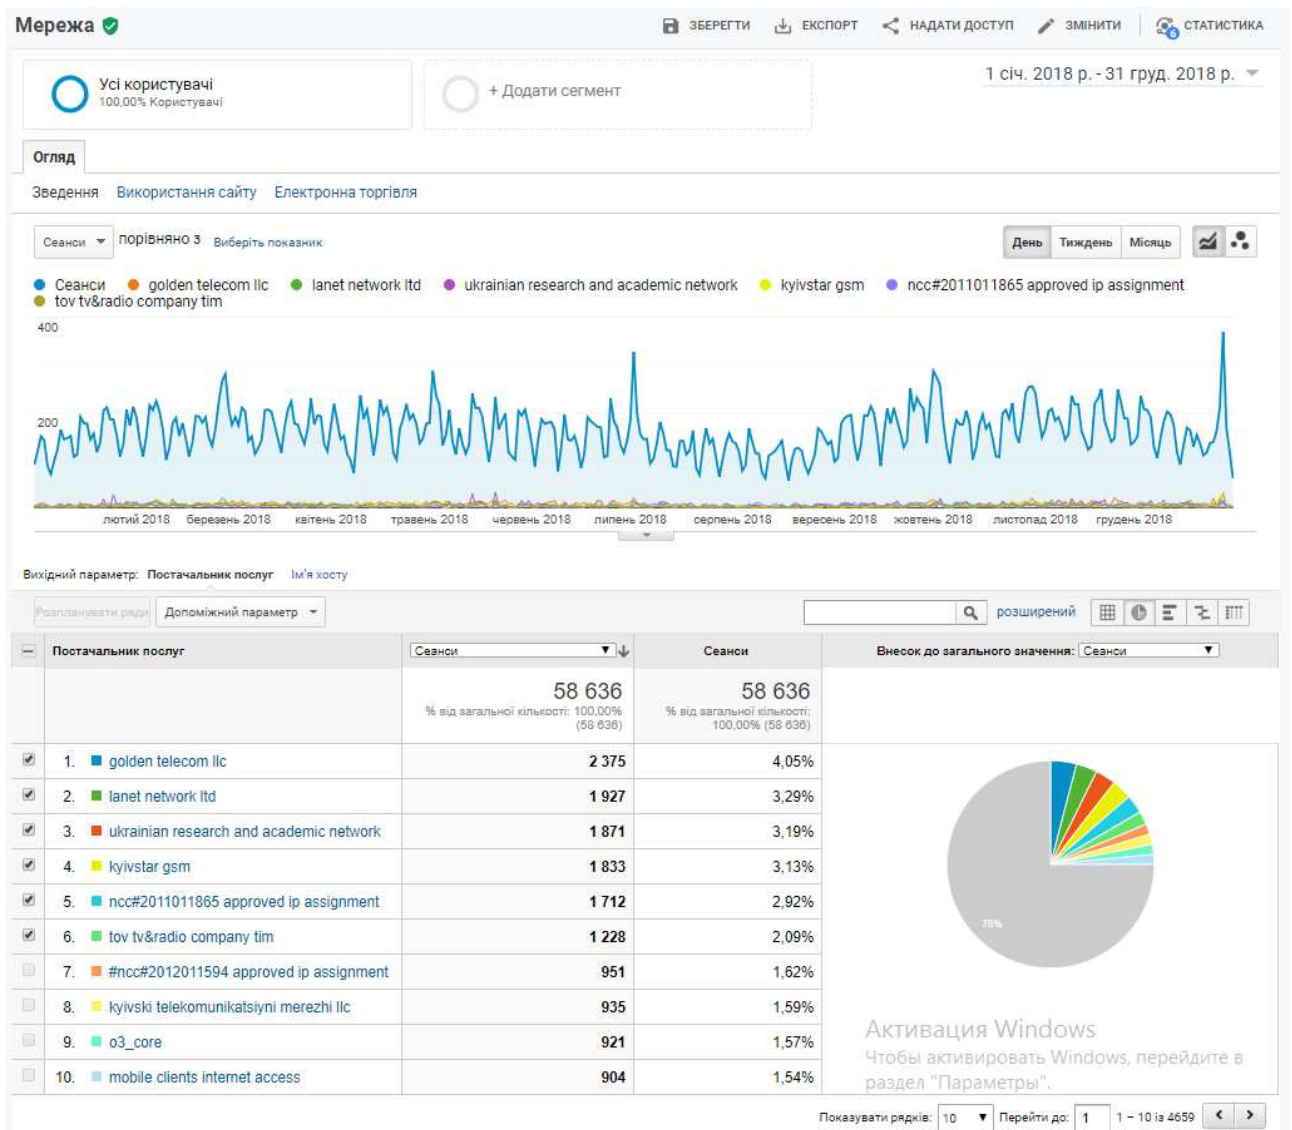 Мережа
ЗБЕРЕГТИ ЕКСПОРТ НАДАТИ ДОСТУП ЗМІНИТИ 6 СТАТИСТИКА
Усі користувачі
100,00% Користувачі
+ Додати сегмент
1 січ. 2018 р. - 31 груд. 2018 р.
Огляд
Зведення Використання сайту Електронна торгівля
Сеанси порівняно з Виберіть показник
День Тиждень Місяць
Сеанси golden telecom llc lanet network ltd ukrainian research and academic network kyivstar gsm ncc#2011011865 approved ip assignment
tov tv&radio company tim
400
200
лютий 2018 березень 2018 квітень 2018 травень 2018 червень 2018 липень 2018 серпень 2018 вересень 2018 жовтень 2018 листопад 2018 грудень 2018
Вихідний параметр: Постачальник послуг Ім'я хосту
Розпланувати ряди Допоміжний параметр розширений
Постачальник послуг Сеанси Сеанси Внесок до загального значення: Сеанси
58 636 58 636
% від загальної кількості: 100,00% % від загальної кількості:
(58 636) 100,00% (58 636)
1. golden telecom llc 2 375 4,05%
2. lanet network ltd 1 927 3,29%
3. ukrainian research and academic network 1 871 3,19%
4. kyivstar gsm 1 833 3,13%
5. ncc#2011011865 approved ip assignment 1 712 2,92%
6. tov tv&radio company tim 1 228 2,09%
7. #ncc#2012011594 approved ip assignment 951 1,62%
8. kyivski telekomunikatsiyni merezhi llc 935 1,59%
9. o3_core 921 1,57%
10. mobile clients internet access 904 1,54%
75%
Активация Windows
Чтобы активировать Windows, перейдите в
раздел "Параметры".
Показувати рядків: 10 Перейти до: 1 1 – 10 із 4659